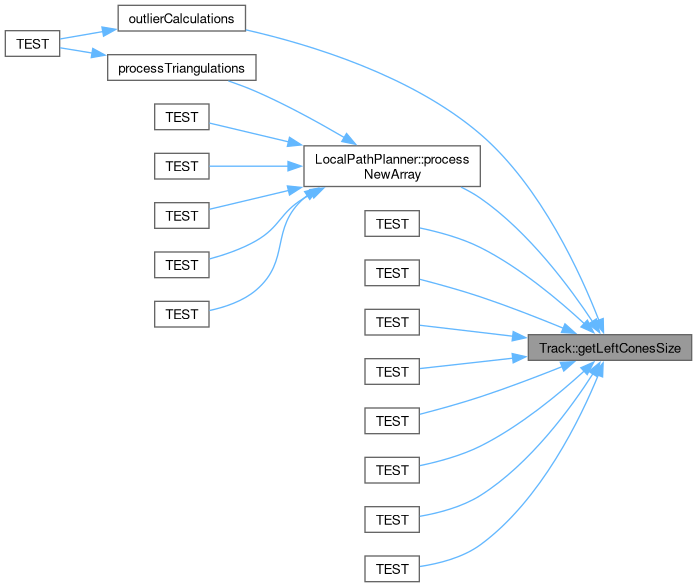 outlierCalculations
TEST
processTriangulations
TEST
LocalPathPlanner::process
NewArray
TEST
TEST
TEST
TEST
TEST
TEST
TEST
Track::getLeftConesSize
TEST
TEST
TEST
TEST
TEST
TEST